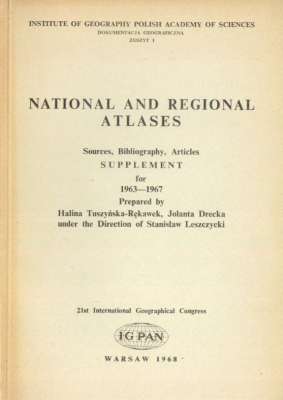 INSTITUTE OF GEOGRAPHY POLISH ACADEMY OF SCIENCES
DOKUMENTACJA GEOGRAFICZNA
ZESZYT 1
NATIONAL AND REGIONAL
ATLASES
Sources, Bibliography, Articles
SUPPLEMENT
for
1963—1967
Prepared by
Halina Tuszyńska-Rękawek, Jolanta Drecka
under the Direction of Stanisław Leszczycki
21st International Geographical Congress
IG PAN
WARSAW 1968